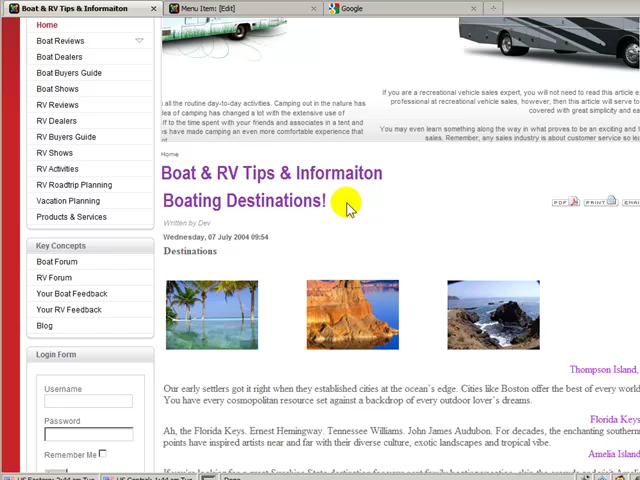 Boat & RV Tips & Informaiton
Menu Item: [Edit]
Google
Home
Boat Reviews
Boat Dealers
Boat Buyers Guide
Boat Shows
RV Reviews
RV Dealers
RV Buyers Guide
RV Shows
RV Activities
RV Roadtrip Planning
Vacation Planning
Products & Services
Key Concepts
Boat Forum
RV Forum
Your Boat Feedback
Your RV Feedback
Blog
Login Form
Username
Password
Remember Me
all the routine day-to-day activities. Camping out in the nature has
lea of camping has changed a lot with the extensive use of
If to the time spent with your friends and associates in a tent and
es have made camping an even more comfortable experience that
If you are a recreational vehicle sales expert, you will not need to read this article e
professional at recreational vehicle sales, however, then this article will serve to
covered with great simplicity and ea
You may even learn something along the way in what proves to be an exciting and f
sales. Remember, any sales industry is about customer service so le
Home
Boat & RV Tips & Informaiton
Boating Destinations!
PDF
PRINT
EMAI
Written by Dev
Wednesday, 07 July 2004 09:54
Destinations
Thompson Island,
Our early settlers got it right when they established cities at the ocean's edge. Cities like Boston offer the best of every world
You have every cosmopolitan resource set against a backdrop of every outdoor lover's dreams.
Florida Keys
Ah, the Florida Keys. Ernest Hemingway. Tennessee Williams. John James Audubon. For decades, the enchanting southern
points have inspired artists near and far with their diverse culture, exotic landscapes and tropical vibe.
Amelia Island